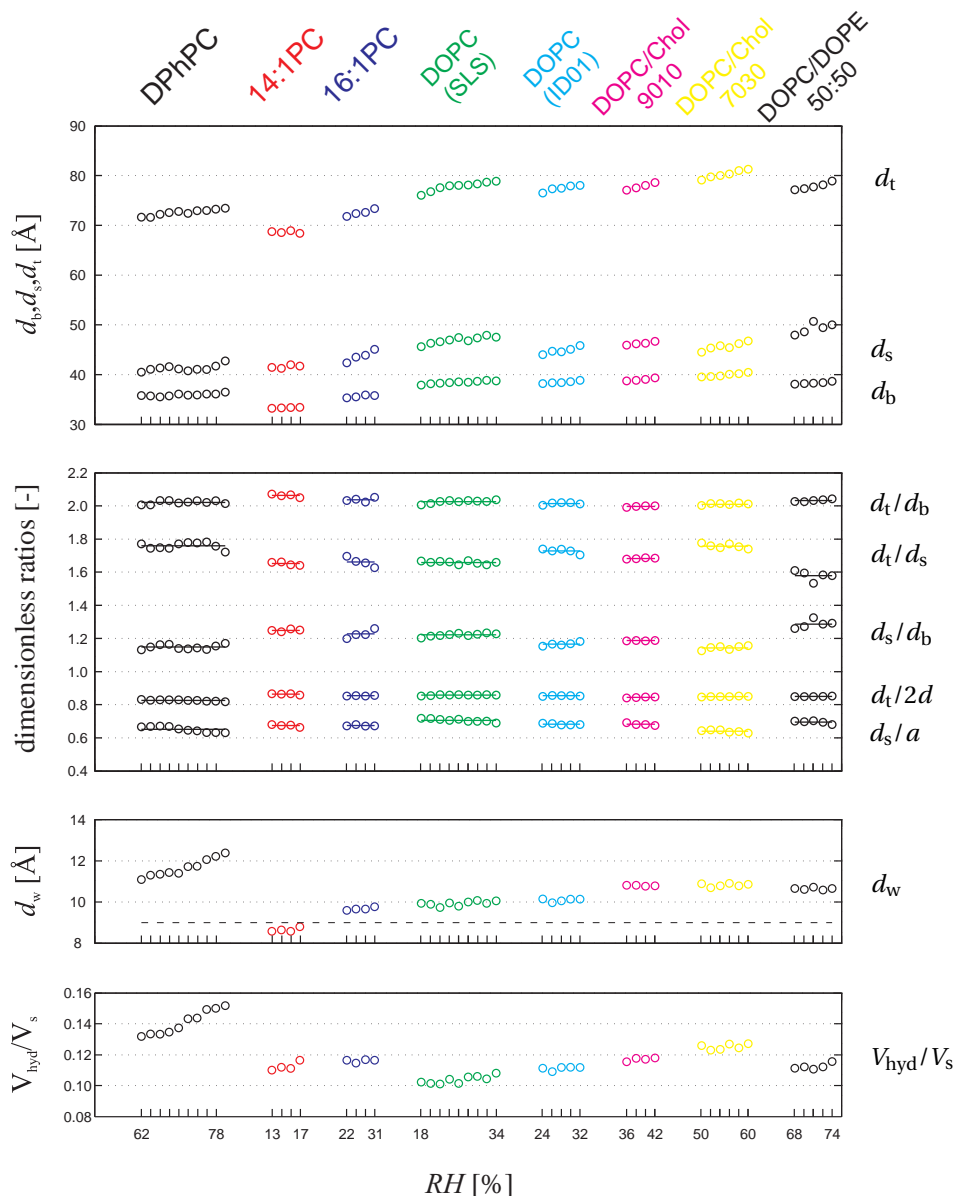 DPhPC
14:1PC
16:1PC
DOPC
(SLS)
DOPC
(ID01)
DOPC/Chol
9010
DOPC/Chol
7030
DOPC/DOPE
50:50
d_b,d_s,d_t [Å]
90
80
70
60
50
40
30
d_t
d_s
d_b
dimensionless ratios [-]
2.2
2.0
1.8
1.6
1.4
1.2
1.0
0.8
0.6
0.4
d_t/d_b
d_t/d_s
d_s/d_b
d_t/2d
d_s/a
d_w [Å]
14
12
10
8
d_w
V_hyd/V_s
0.16
0.14
0.12
0.10
0.08
V_hyd/V_s
62 78 13 17 22 31 18 34 24 32 36 42 50 60 68 74
RH [%]